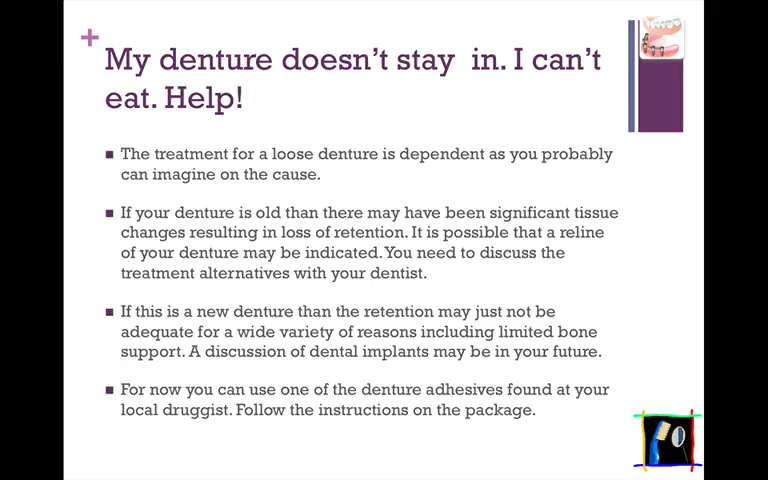 +
My denture doesn't stay  in. I can't
eat. Help!
■ The treatment for a loose denture is dependent as you probably
can imagine on the cause.
■ If your denture is old than there may have been significant tissue
changes resulting in loss of retention. It is possible that a reline
of your denture may be indicated. You need to discuss the
treatment alternatives with your dentist.
■ If this is a new denture than the retention may just not be
adequate for a wide variety of reasons including limited bone
support. A discussion of dental implants may be in your future.
■ For now you can use one of the denture adhesives found at your
local druggist. Follow the instructions on the package.